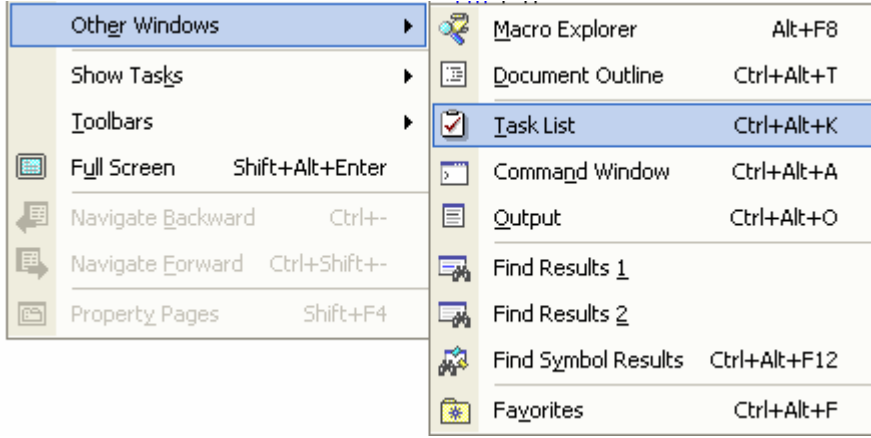 Other Windows
Show Tasks
Toolbars
Full Screen Shift+Alt+Enter
Navigate Backward Ctrl+-
Navigate Forward Ctrl+Shift+-
Property Pages Shift+F4
Macro Explorer Alt+F8
Document Outline Ctrl+Alt+T
Task List Ctrl+Alt+K
Command Window Ctrl+Alt+A
Output Ctrl+Alt+O
Find Results 1
Find Results 2
Find Symbol Results Ctrl+Alt+F12
Favorites Ctrl+Alt+F